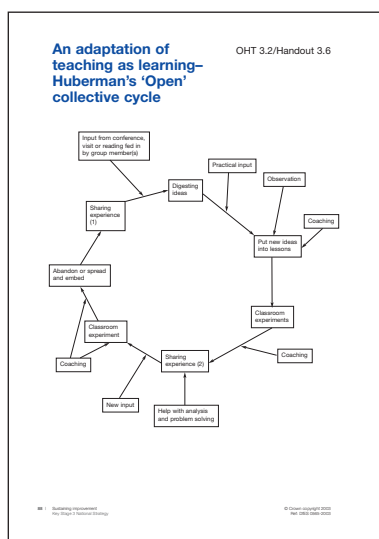 An adaptation of
teaching as learning–
Huberman's 'Open'
collective cycle
OHT 3.2/Handout 3.6
Input from conference,
visit or reading fed in
by group member(s)
Digesting
ideas
Practical input
Observation
Sharing
experience
(1)
Coaching
Put new ideas
into lessons
Abandon or spread
and embed
Classroom
experiments
Classroom
experiment
Coaching
Sharing
experience (2)
Coaching
New input
Help with analysis
and problem solving
Sustaining improvement
Key Stage 3 National Strategy
© Crown copyright 2003